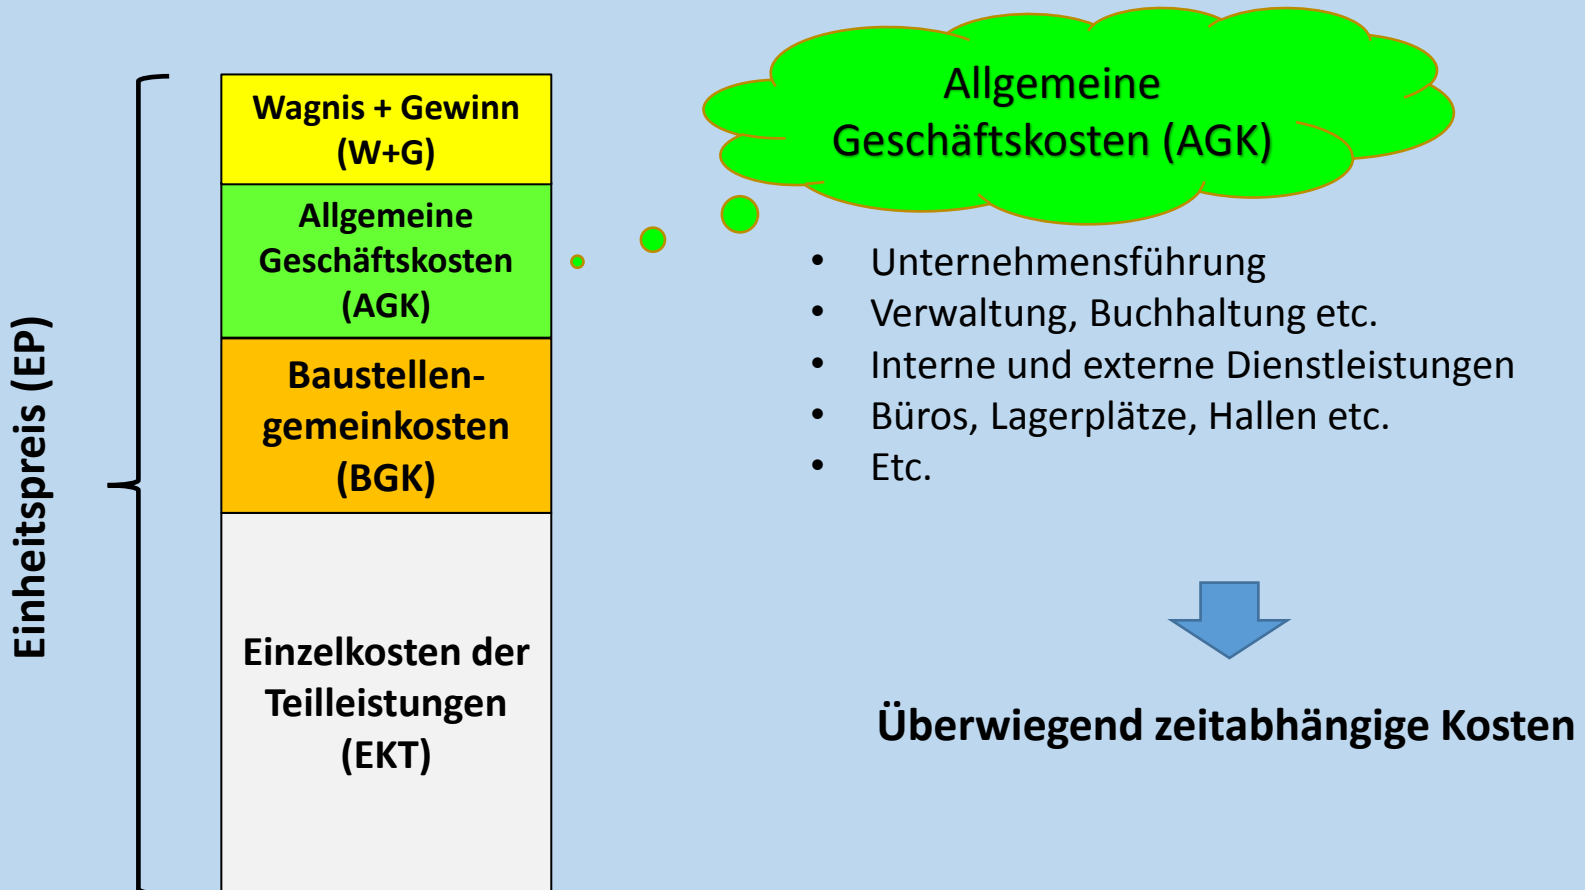 Einheitspreis (EP)
Wagnis + Gewinn
(W+G)
Allgemeine
Geschäftskosten
(AGK)
Baustellen-
gemeinkosten
(BGK)
Einzelkosten der
Teilleistungen
(EKT)
Allgemeine
Geschäftskosten (AGK)
• Unternehmensführung
• Verwaltung, Buchhaltung etc.
• Interne und externe Dienstleistungen
• Büros, Lagerplätze, Hallen etc.
• Etc.
Überwiegend zeitabhängige Kosten